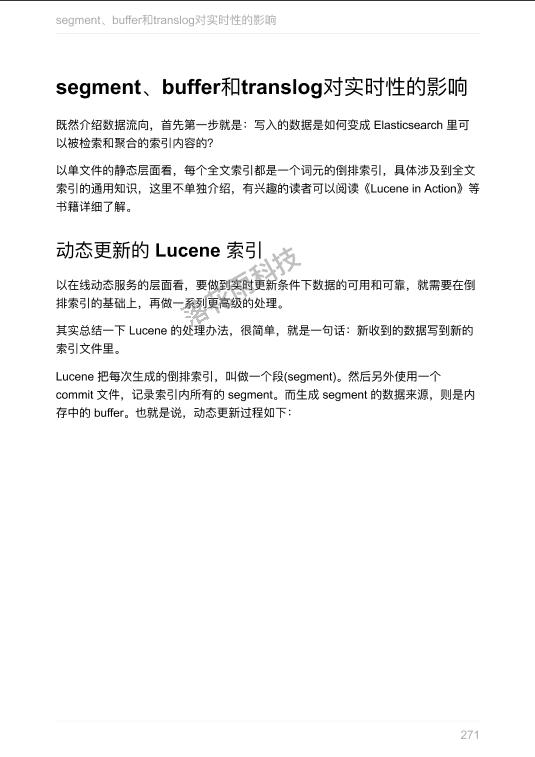 segment、buffer和translog对实时性的影响
segment、buffer和translog对实时性的影响
既然介绍数据流向，首先第一步就是：写入的数据是如何变成 Elasticsearch 里可
以被检索和聚合的索引内容的？
以单文件的静态层面看，每个全文索引都是一个词元的倒排索引，具体涉及到全文
索引的通用知识，这里不单独介绍，有兴趣的读者可以阅读《Lucene in Action》等
书籍详细了解。
动态更新的 Lucene 索引
以在线动态服务的层面看，要做到实时更新条件下数据的可用和可靠，就需要在倒
排索引的基础上，再做一系列更高级的处理。
其实总结一下 Lucene 的处理办法，很简单，就是一句话：新收到的数据写到新的
索引文件里。
Lucene 把每次生成的倒排索引，叫做一个段(segment)。然后另外使用一个
commit 文件，记录索引内所有的 segment。而生成 segment 的数据来源，则是内
存中的 buffer。也就是说，动态更新过程如下：
落花雨科技
271